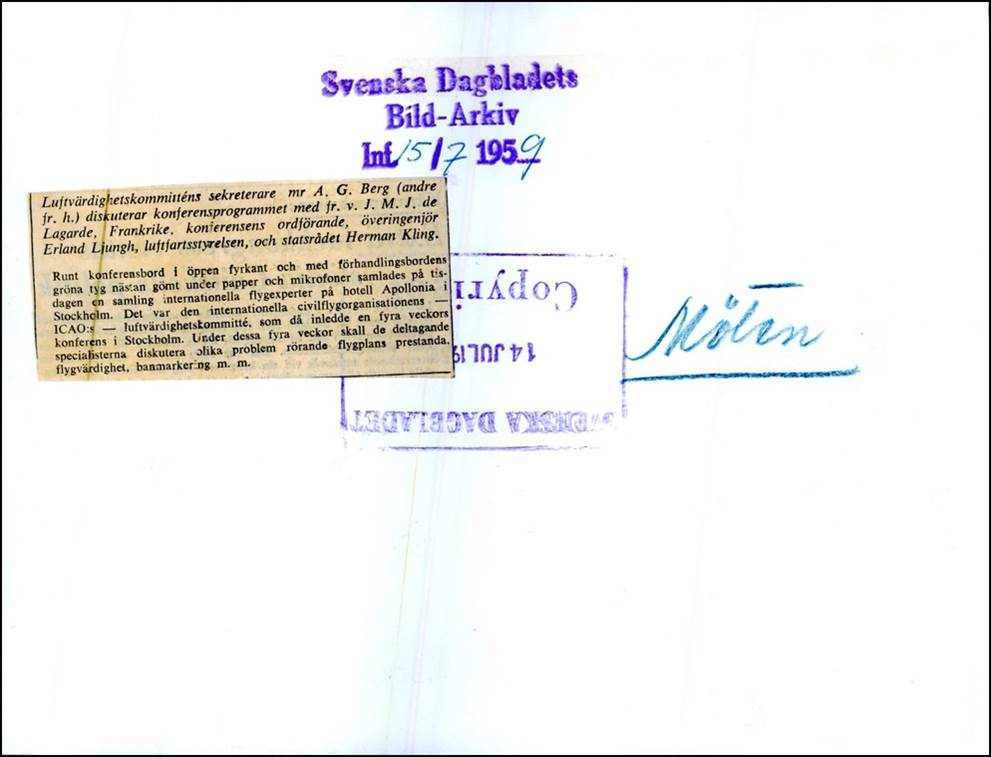 Svenska Dagbladets
Bild-Arkiv
Inf. 15/7 1959
Luftvärdighetskommitténs sekreterare mr A. G. Berg (andre
fr. h.) diskuterar konferensprogrammet med fr. v. J. M. J. de
Lagarde, Frankrike, konferensens ordförande, överingenjör
Erland Ljungh, luftfartsstyrelsen, och statsrådet Herman Kling.
Runt konferensbord i öppen fyrkant och med förhandlingsbordens
gröna tyg nästan gömt under papper och mikrofoner samlades på tis-
dagen en samling internationella flygexperter på hotell Apollonia i
Stockholm. Det var den internationella civilflygorganisationens —
ICAO:s — luftvärdighetskommitté, som då inledde en fyra veckors
konferens i Stockholm. Under dessa fyra veckor skall de deltagande
specialisterna diskutera olika problem rörande flygplans prestanda,
flygvärdighet, banmarkering m. m.
Möten
SVENSKA DAGBLADET
14 JULI 9
Copyri